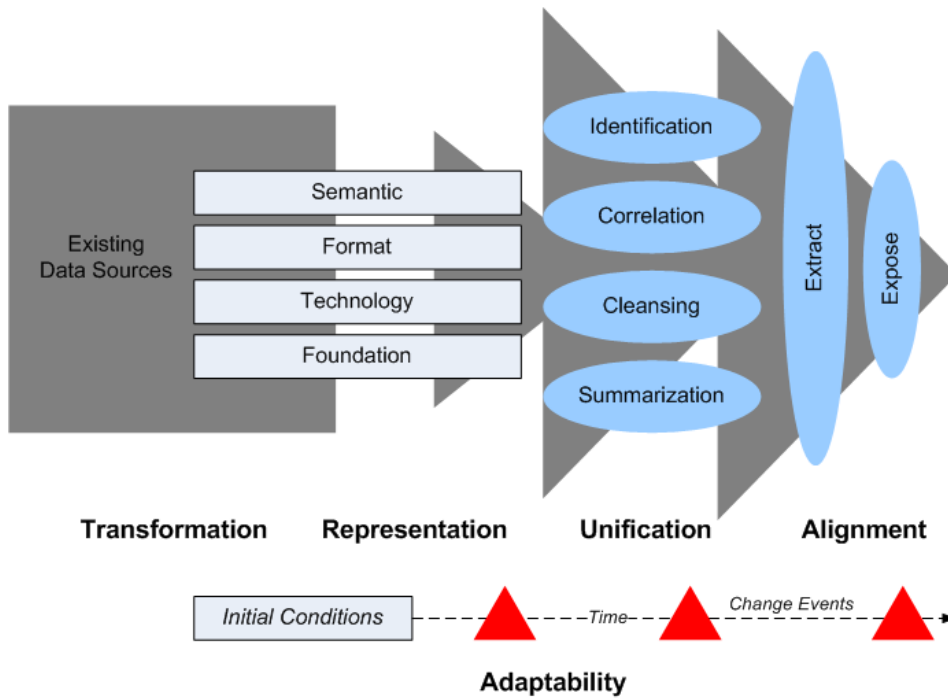 Existing
Data Sources
Semantic
Format
Technology
Foundation
Identification
Correlation
Cleansing
Summarization
Extract
Expose
Transformation
Representation
Unification
Alignment
Initial Conditions
Time
Change Events
Adaptability